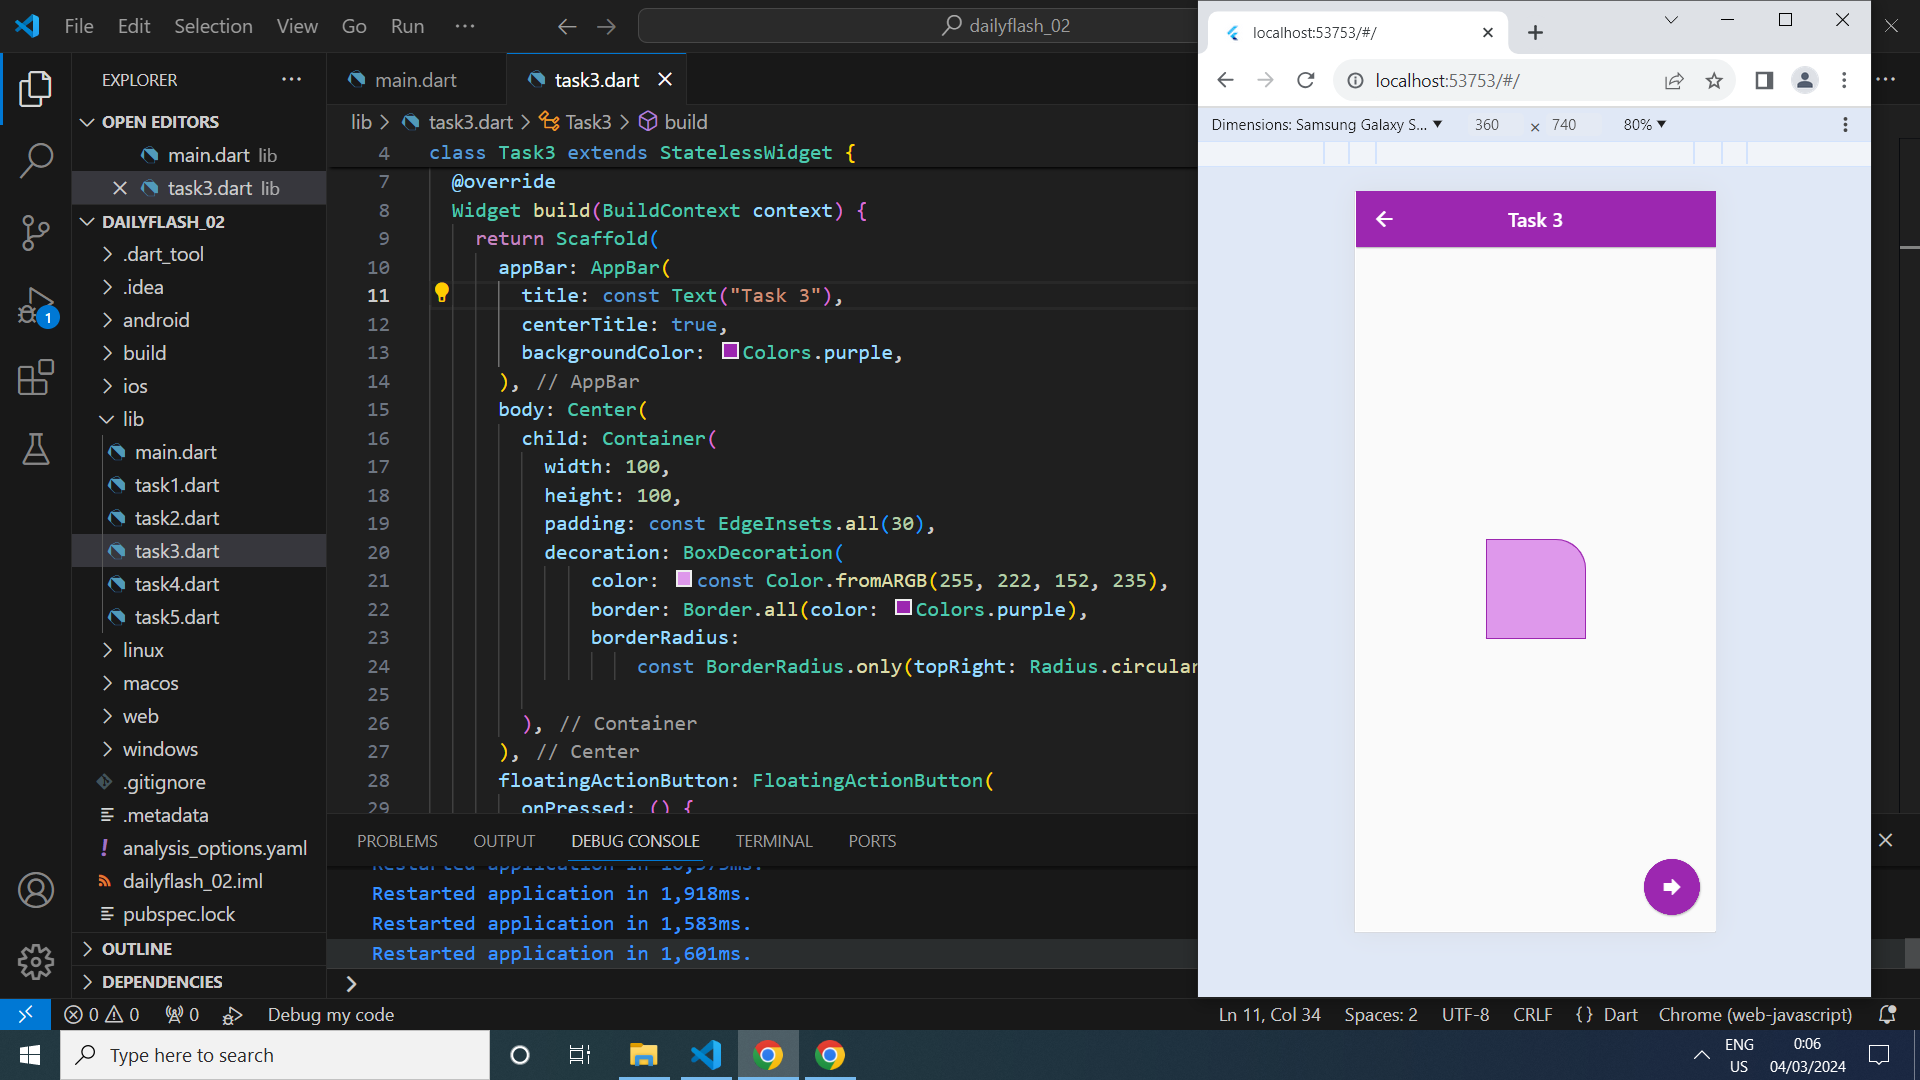 File Edit Selection View Go Run ···
dailyflash_02
EXPLORER
OPEN EDITORS
main.dart lib
task3.dart lib
DAILYFLASH_02
.dart_tool
.idea
android
build
ios
lib
main.dart
task1.dart
task2.dart
task3.dart
task4.dart
task5.dart
linux
macos
web
windows
.gitignore
.metadata
analysis_options.yaml
dailyflash_02.iml
pubspec.lock
OUTLINE
DEPENDENCIES
1
main.dart task3.dart
lib > task3.dart > Task3 > build
4 class Task3 extends StatelessWidget {
7 @override
8 Widget build(BuildContext context) {
9 return Scaffold(
10 appBar: AppBar(
11 title: const Text("Task 3"),
12 centerTitle: true,
13 backgroundColor: Colors.purple,
14 ), // AppBar
15 body: Center(
16 child: Container(
17 width: 100,
18 height: 100,
19 padding: const EdgeInsets.all(30),
20 decoration: BoxDecoration(
21 color: const Color.fromARGB(255, 222, 152, 235),
22 border: Border.all(color: Colors.purple),
23 borderRadius:
24 const BorderRadius.only(topRight: Radius.circular
25
26 ), // Container
27 ), // Center
28 floatingActionButton: FloatingActionButton(
29 onPressed: () {
PROBLEMS OUTPUT DEBUG CONSOLE TERMINAL PORTS
Restarted application in
Restarted application in 1,918ms.
Restarted application in 1,583ms.
Restarted application in 1,601ms.
>
localhost:53753/#/
localhost:53753/#/
Dimensions: Samsung Galaxy S... 360 × 740 80%
Task 3
0 0 0 Debug my code
Ln 11, Col 34 Spaces: 2 UTF-8 CRLF {} Dart Chrome (web-javascript)
Type here to search
ENG
US
0:06
04/03/2024